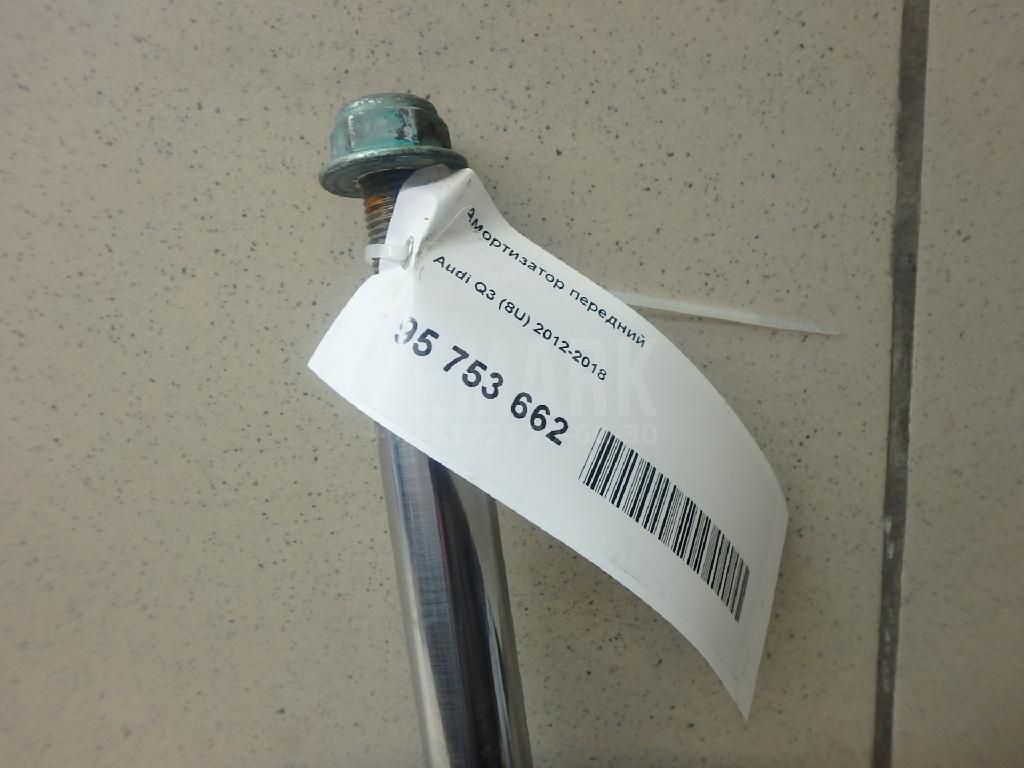 Амортизатор передний
Audi Q3 (8U) 2012-2018
95 753 662